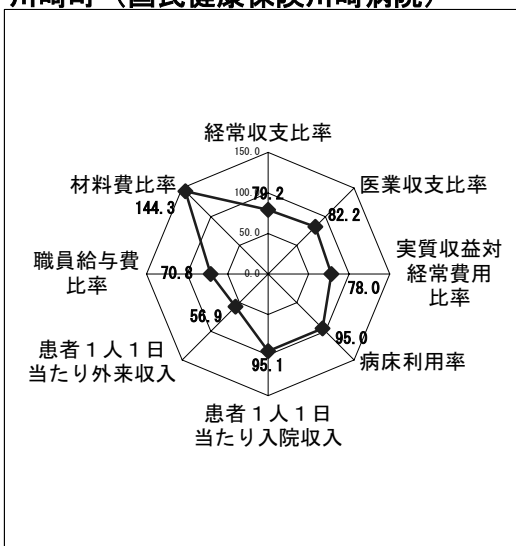 川崎町（国民健康保険川崎病院）
経常収支比率
150.0
材料費比率
100.0
79.2
医業収支比率
144.3
82.2
50.0
職員給与費
比率
70.8
0.0
実質収益対
経常費用
比率
78.0
56.9
95.0
患者１人１日
当たり外来収入
95.1
病床利用率
患者１人１日
当たり入院収入